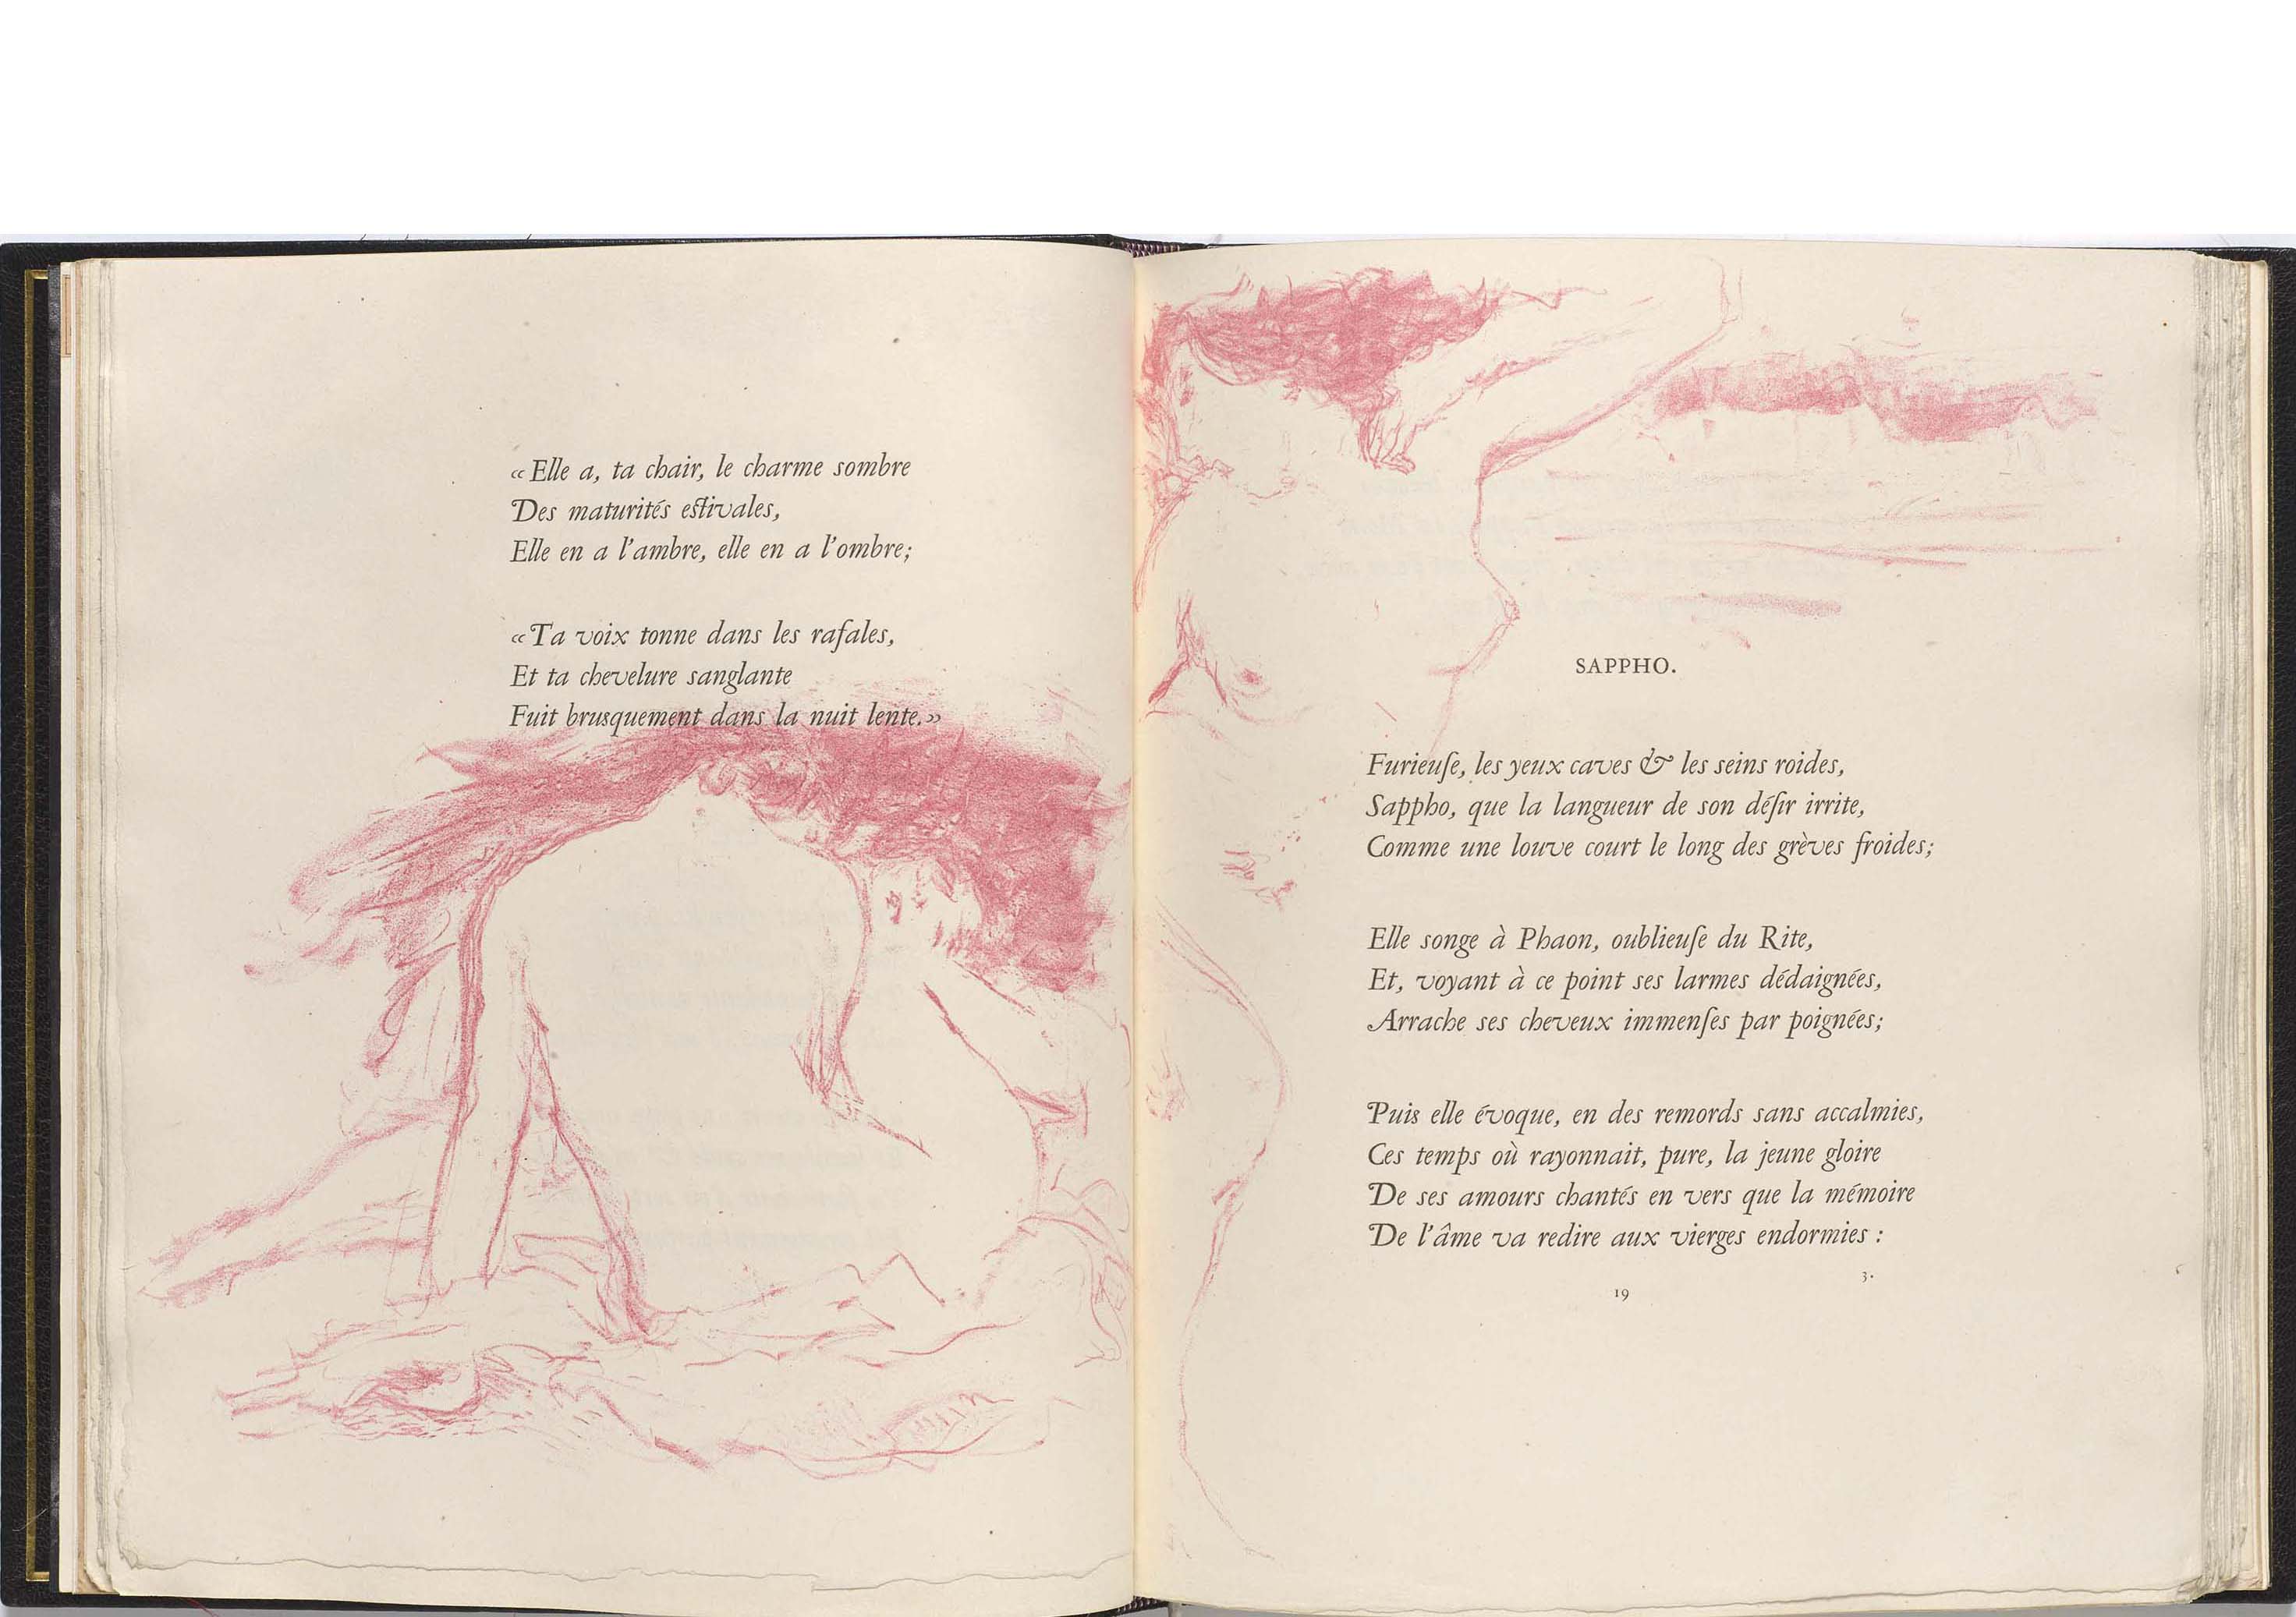 «Elle a, ta chair, le charme sombre
Des maturités estivales,
Elle en a l'ambre, elle en a l'ombre;
«Ta voix tonne dans les rafales,
Et ta chevelure sanglante
Fuit brusquement dans la nuit lente.»
SAPPHO.
Furieuſe, les yeux caves & les seins roides,
Sappho, que la langueur de son déſir irrite,
Comme une louve court le long des grèves froides;
Elle songe à Phaon, oublieuſe du Rite,
Et, voyant à ce point ses larmes dédaignées,
Arrache ses cheveux immenſes par poignées;
Puis elle évoque, en des remords sans accalmies,
Ces temps où rayonnait, pure, la jeune gloire
De ses amours chantés en vers que la mémoire
De l'âme va redire aux vierges endormies :
3.
19